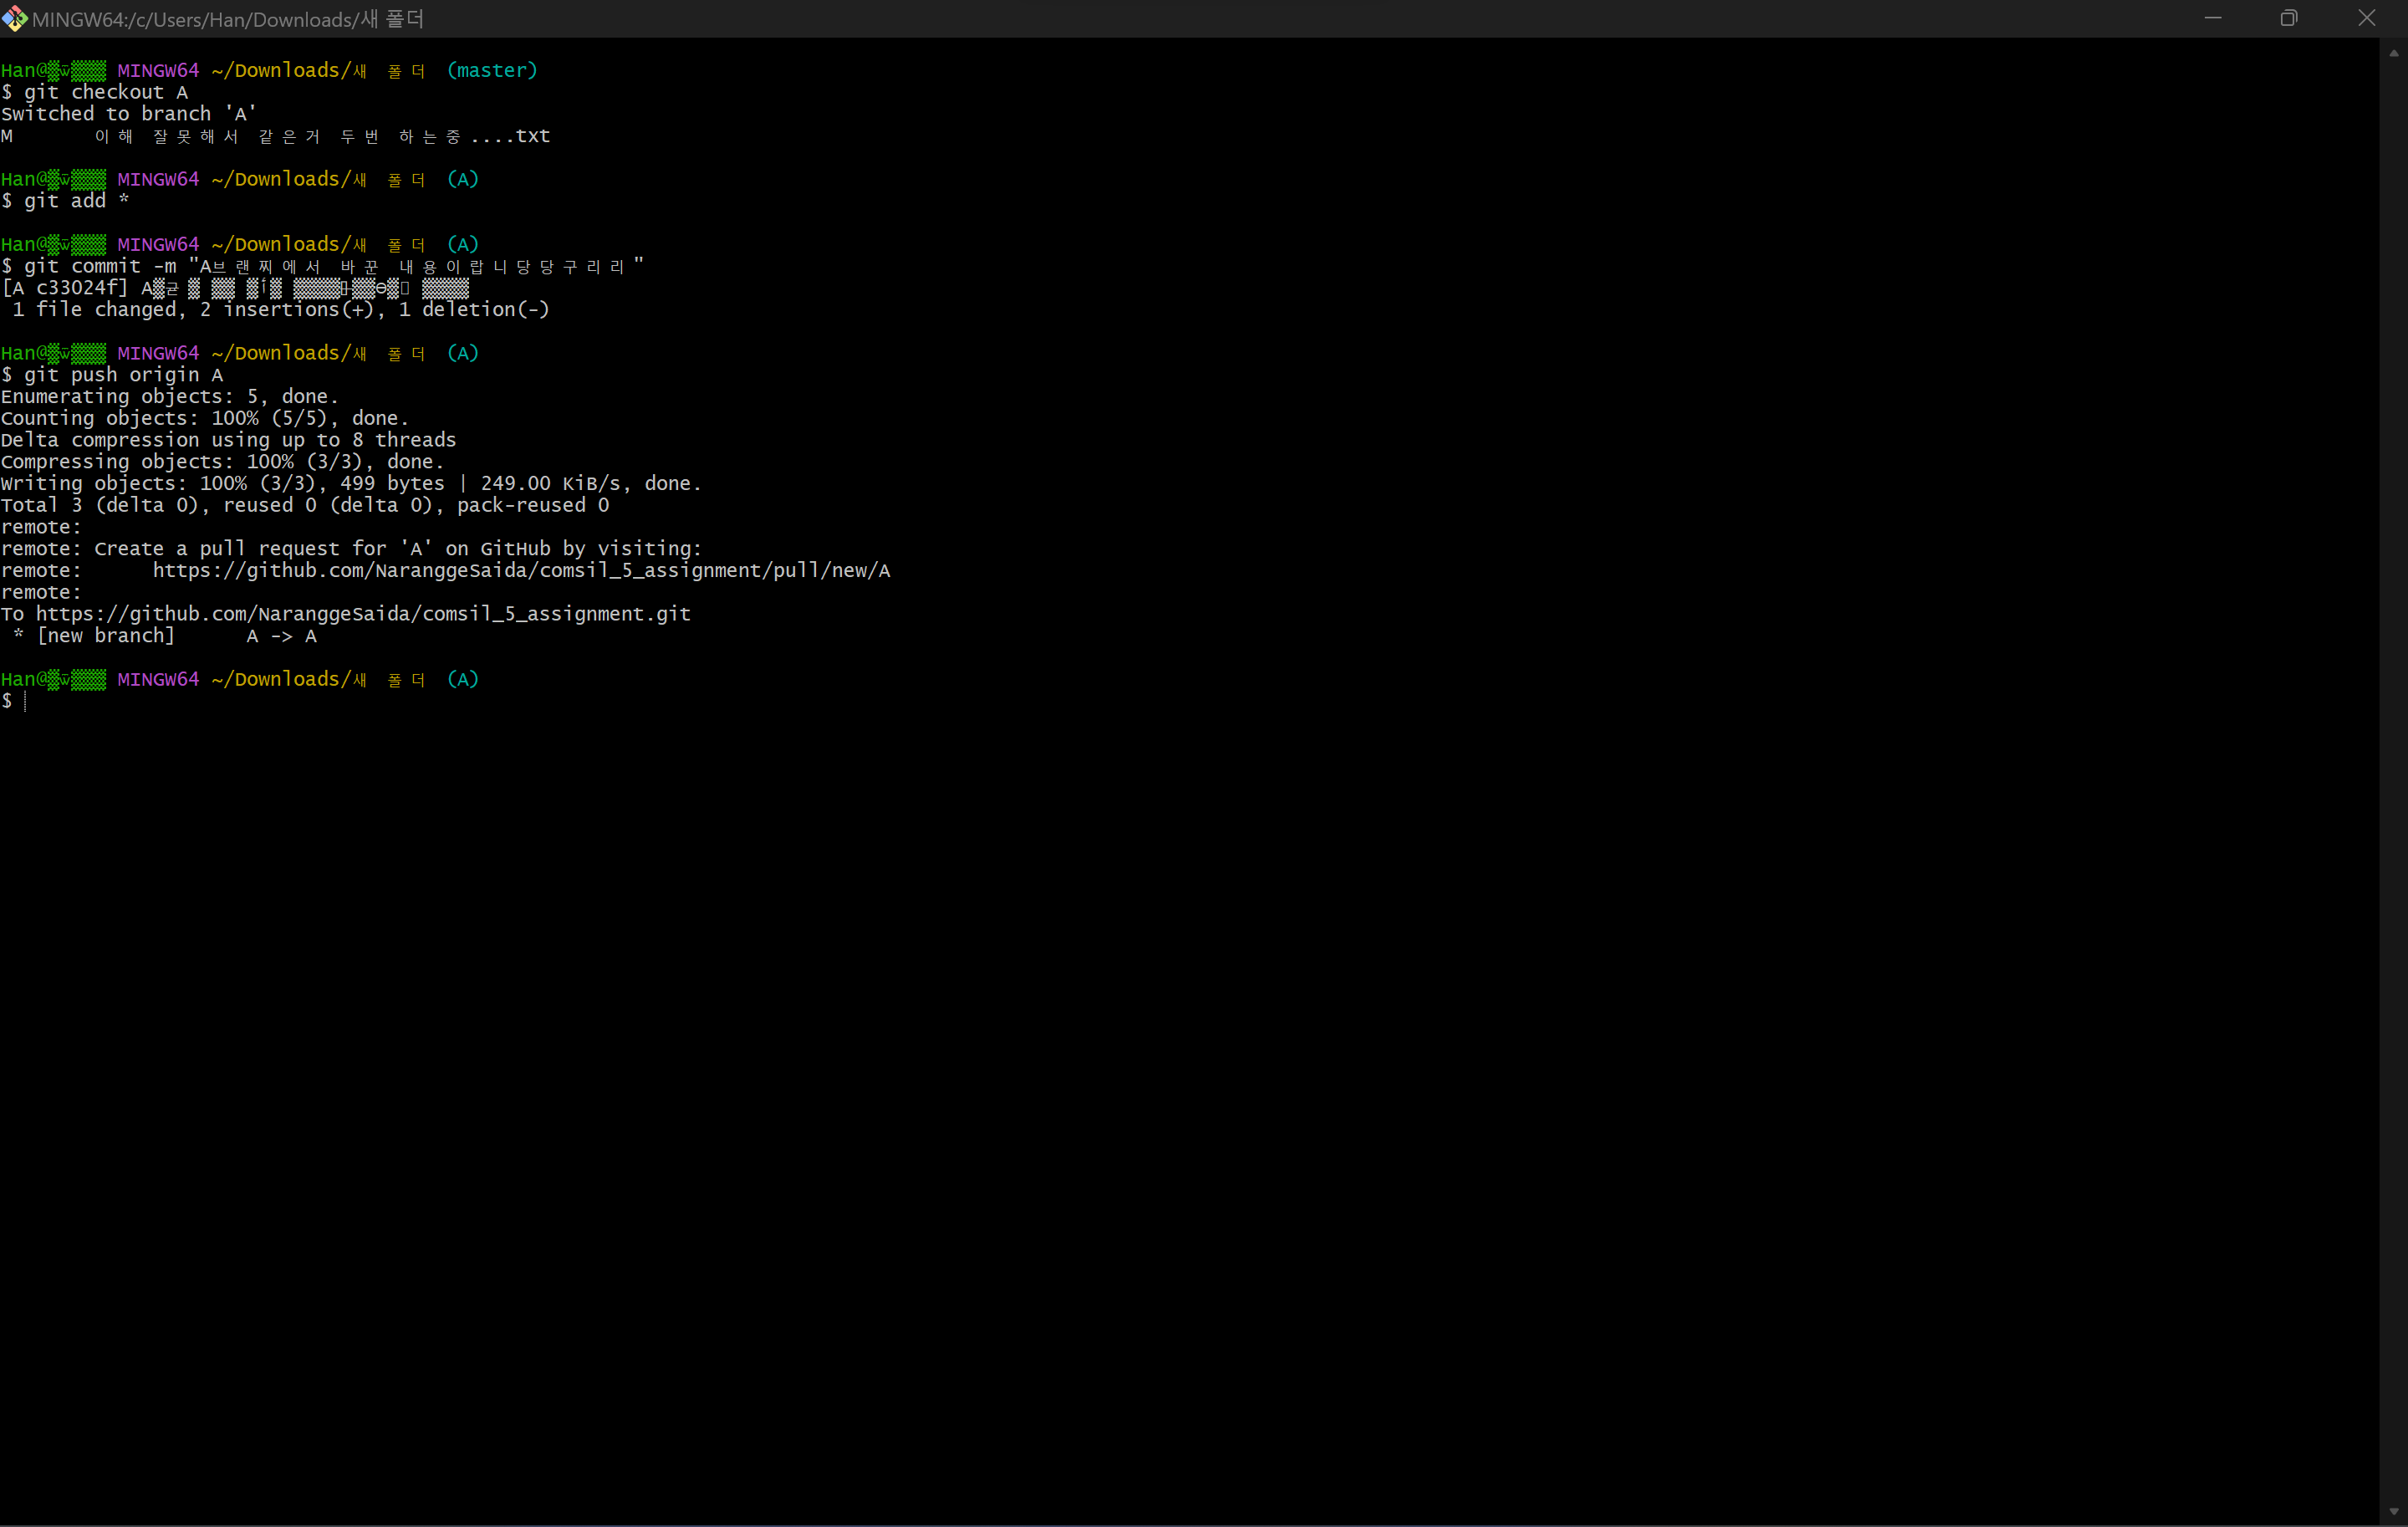 MINGW64:/c/Users/Han/Downloads/새 폴더
Han@ MINGW64 ~/Downloads/새 폴더 (master)
$ git checkout A
Switched to branch 'A'
M 이해 잘못해서 같은거 두번 하는중....txt
Han@ MINGW64 ~/Downloads/새 폴더 (A)
$ git add *
Han@ MINGW64 ~/Downloads/새 폴더 (A)
$ git commit -m "A브랜찌에서 바꾼 내용이랍니당당구리리"
[A c33024f] A
1 file changed, 2 insertions(+), 1 deletion(-)
Han@ MINGW64 ~/Downloads/새 폴더 (A)
$ git push origin A
Enumerating objects: 5, done.
Counting objects: 100% (5/5), done.
Delta compression using up to 8 threads
Compressing objects: 100% (3/3), done.
Writing objects: 100% (3/3), 499 bytes | 249.00 KiB/s, done.
Total 3 (delta 0), reused 0 (delta 0), pack-reused 0
remote:
remote: Create a pull request for 'A' on GitHub by visiting:
remote: https://github.com/NaranggeSaida/comsil_5_assignment/pull/new/A
remote:
To https://github.com/NaranggeSaida/comsil_5_assignment.git
* [new branch] A -> A
Han@ MINGW64 ~/Downloads/새 폴더 (A)
$